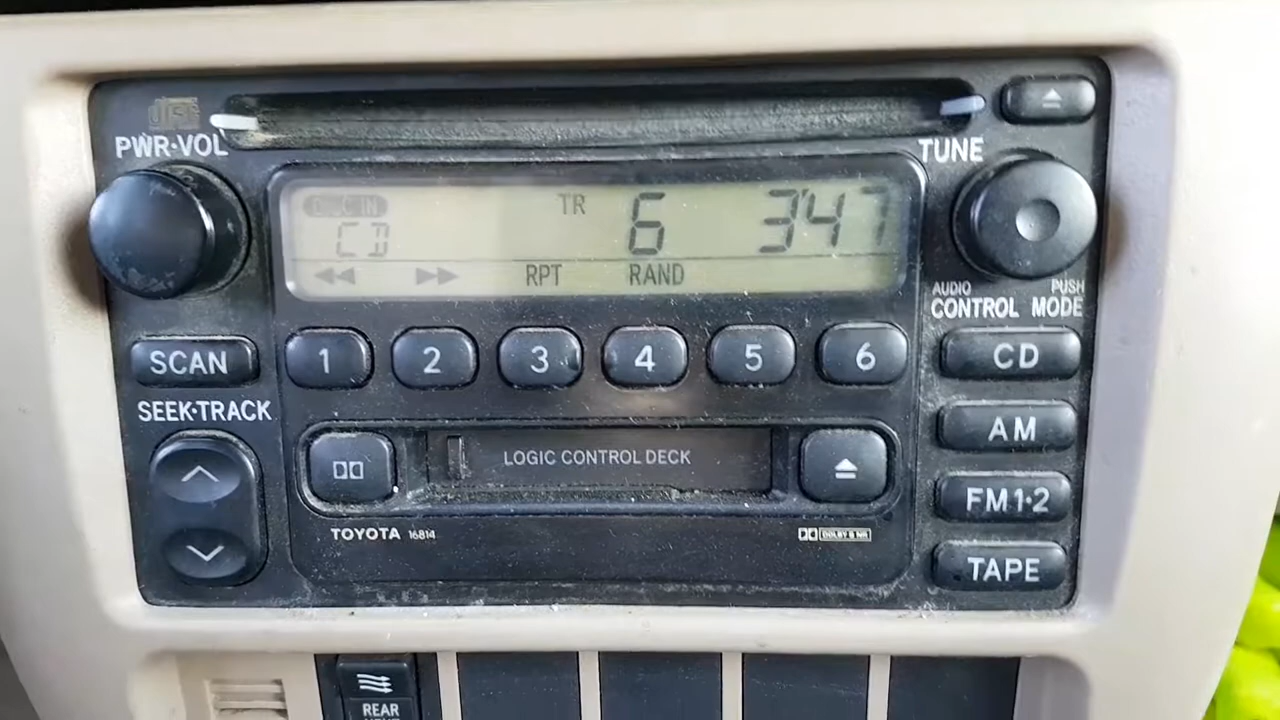 disc
PWR·VOL
TUNE
DISC IN
TR 6 3'47
CD
RPT RAND
AUDIO PUSH
CONTROL MODE
SCAN
1 2 3 4 5 6
CD
SEEK·TRACK
AM
LOGIC CONTROL DECK
FM1·2
TOYOTA 16814
DOLBY B NR
TAPE
REAR